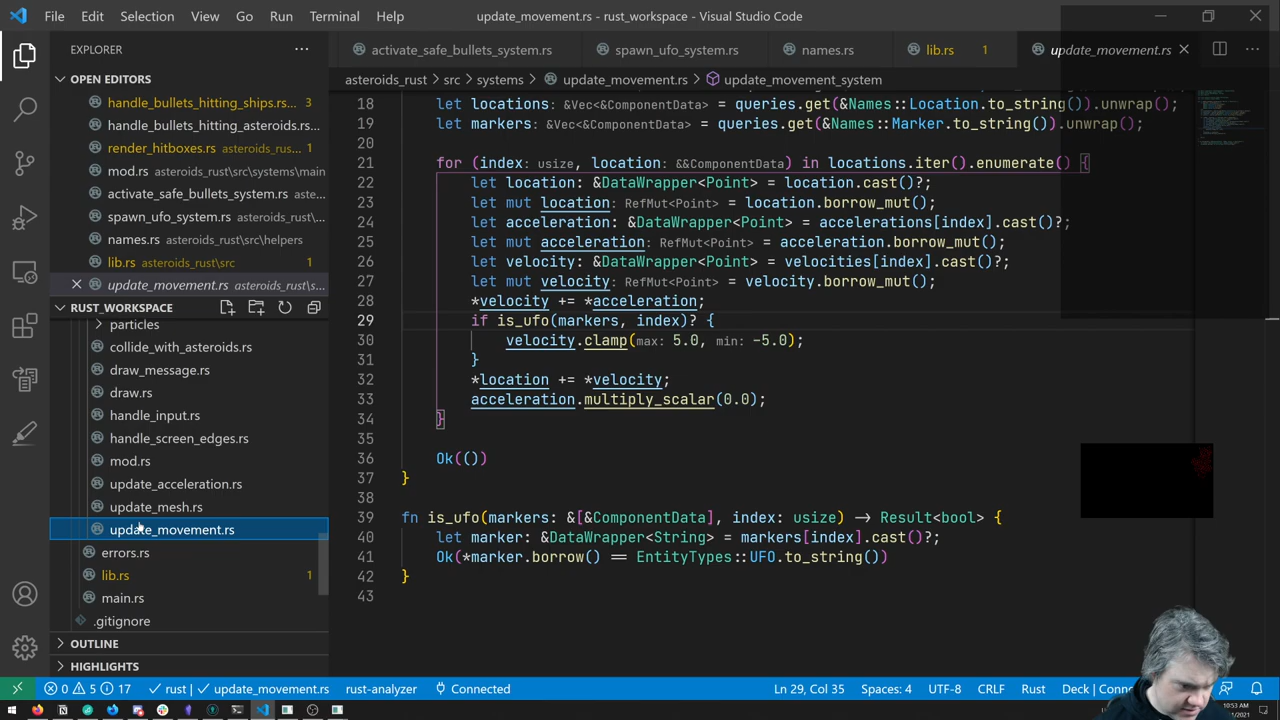 File Edit Selection View Go Run Terminal Help update_movement.rs - rust_workspace - Visual Studio Code
EXPLORER
activate_safe_bullets_system.rs spawn_ufo_system.rs names.rs lib.rs 1 update_movement.rs
OPEN EDITORS
asteroids_rust > src > systems > update_movement.rs > update_movement_system
handle_bullets_hitting_ships.rs... 3
handle_bullets_hitting_asteroids.rs...
render_hitboxes.rs asteroids_rus...
mod.rs asteroids_rust\src\systems\main
activate_safe_bullets_system.rs ast...
spawn_ufo_system.rs asteroids_rust\...
names.rs asteroids_rust\src\helpers
lib.rs asteroids_rust\src 1
update_movement.rs asteroids_rust\s...
RUST_WORKSPACE
particles
collide_with_asteroids.rs
draw_message.rs
draw.rs
handle_input.rs
handle_screen_edges.rs
mod.rs
update_acceleration.rs
update_mesh.rs
update_movement.rs
errors.rs
lib.rs 1
main.rs
.gitignore
OUTLINE
HIGHLIGHTS
18 let locations: &Vec<&ComponentData> = queries.get(&Names::Location.to_string()).unwrap();
19 let markers: &Vec<&ComponentData> = queries.get(&Names::Marker.to_string()).unwrap();
20
21 for (index: usize, location: &&ComponentData) in locations.iter().enumerate() {
22 let location: &DataWrapper<Point> = location.cast()?;
23 let mut location: RefMut<Point> = location.borrow_mut();
24 let acceleration: &DataWrapper<Point> = accelerations[index].cast()?;
25 let mut acceleration: RefMut<Point> = acceleration.borrow_mut();
26 let velocity: &DataWrapper<Point> = velocities[index].cast()?;
27 let mut velocity: RefMut<Point> = velocity.borrow_mut();
28 *velocity += *acceleration;
29 if is_ufo(markers, index)? {
30 velocity.clamp(max: 5.0, min: -5.0);
31 }
32 *location += *velocity;
33 acceleration.multiply_scalar(0.0);
34 }
35
36 Ok(())
37 }
38
39 fn is_ufo(markers: &[&ComponentData], index: usize) -> Result<bool> {
40 let marker: &DataWrapper<String> = markers[index].cast()?;
41 Ok(*marker.borrow() == EntityTypes::UFO.to_string())
42 }
43
0 5 17 rust | update_movement.rs rust-analyzer Connected Ln 29, Col 35 Spaces: 4 UTF-8 CRLF Rust Deck | Conn
10:53 AM